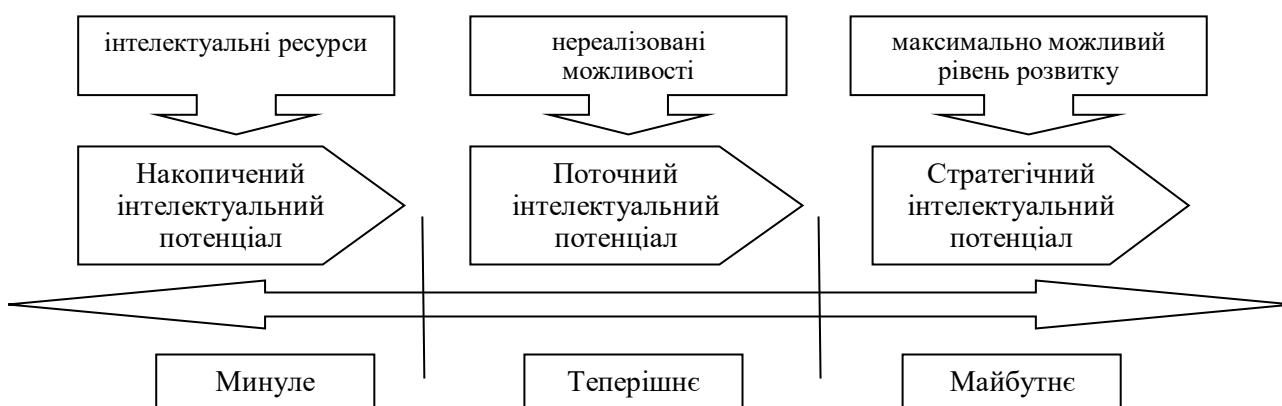 інтелектуальні ресурси
нереалізовані
можливості
максимально можливий
рівень розвитку
Накопичений
інтелектуальний
потенціал
Поточний
інтелектуальний
потенціал
Стратегічний
інтелектуальний
потенціал
Минуле
Теперішнє
Майбутнє